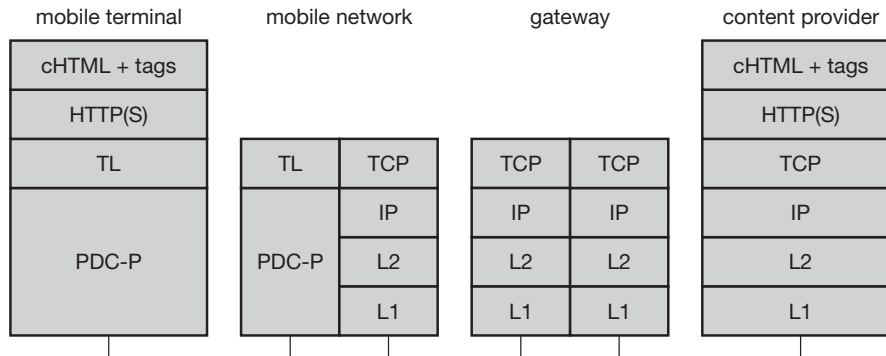 mobile terminal mobile network gateway content provider
cHTML + tags cHTML + tags
HTTP(S) HTTP(S)
TL TL TCP TCP TCP TCP
IP IP IP IP
PDC-P PDC-P L2 L2 L2 L2
L1 L1 L1 L1